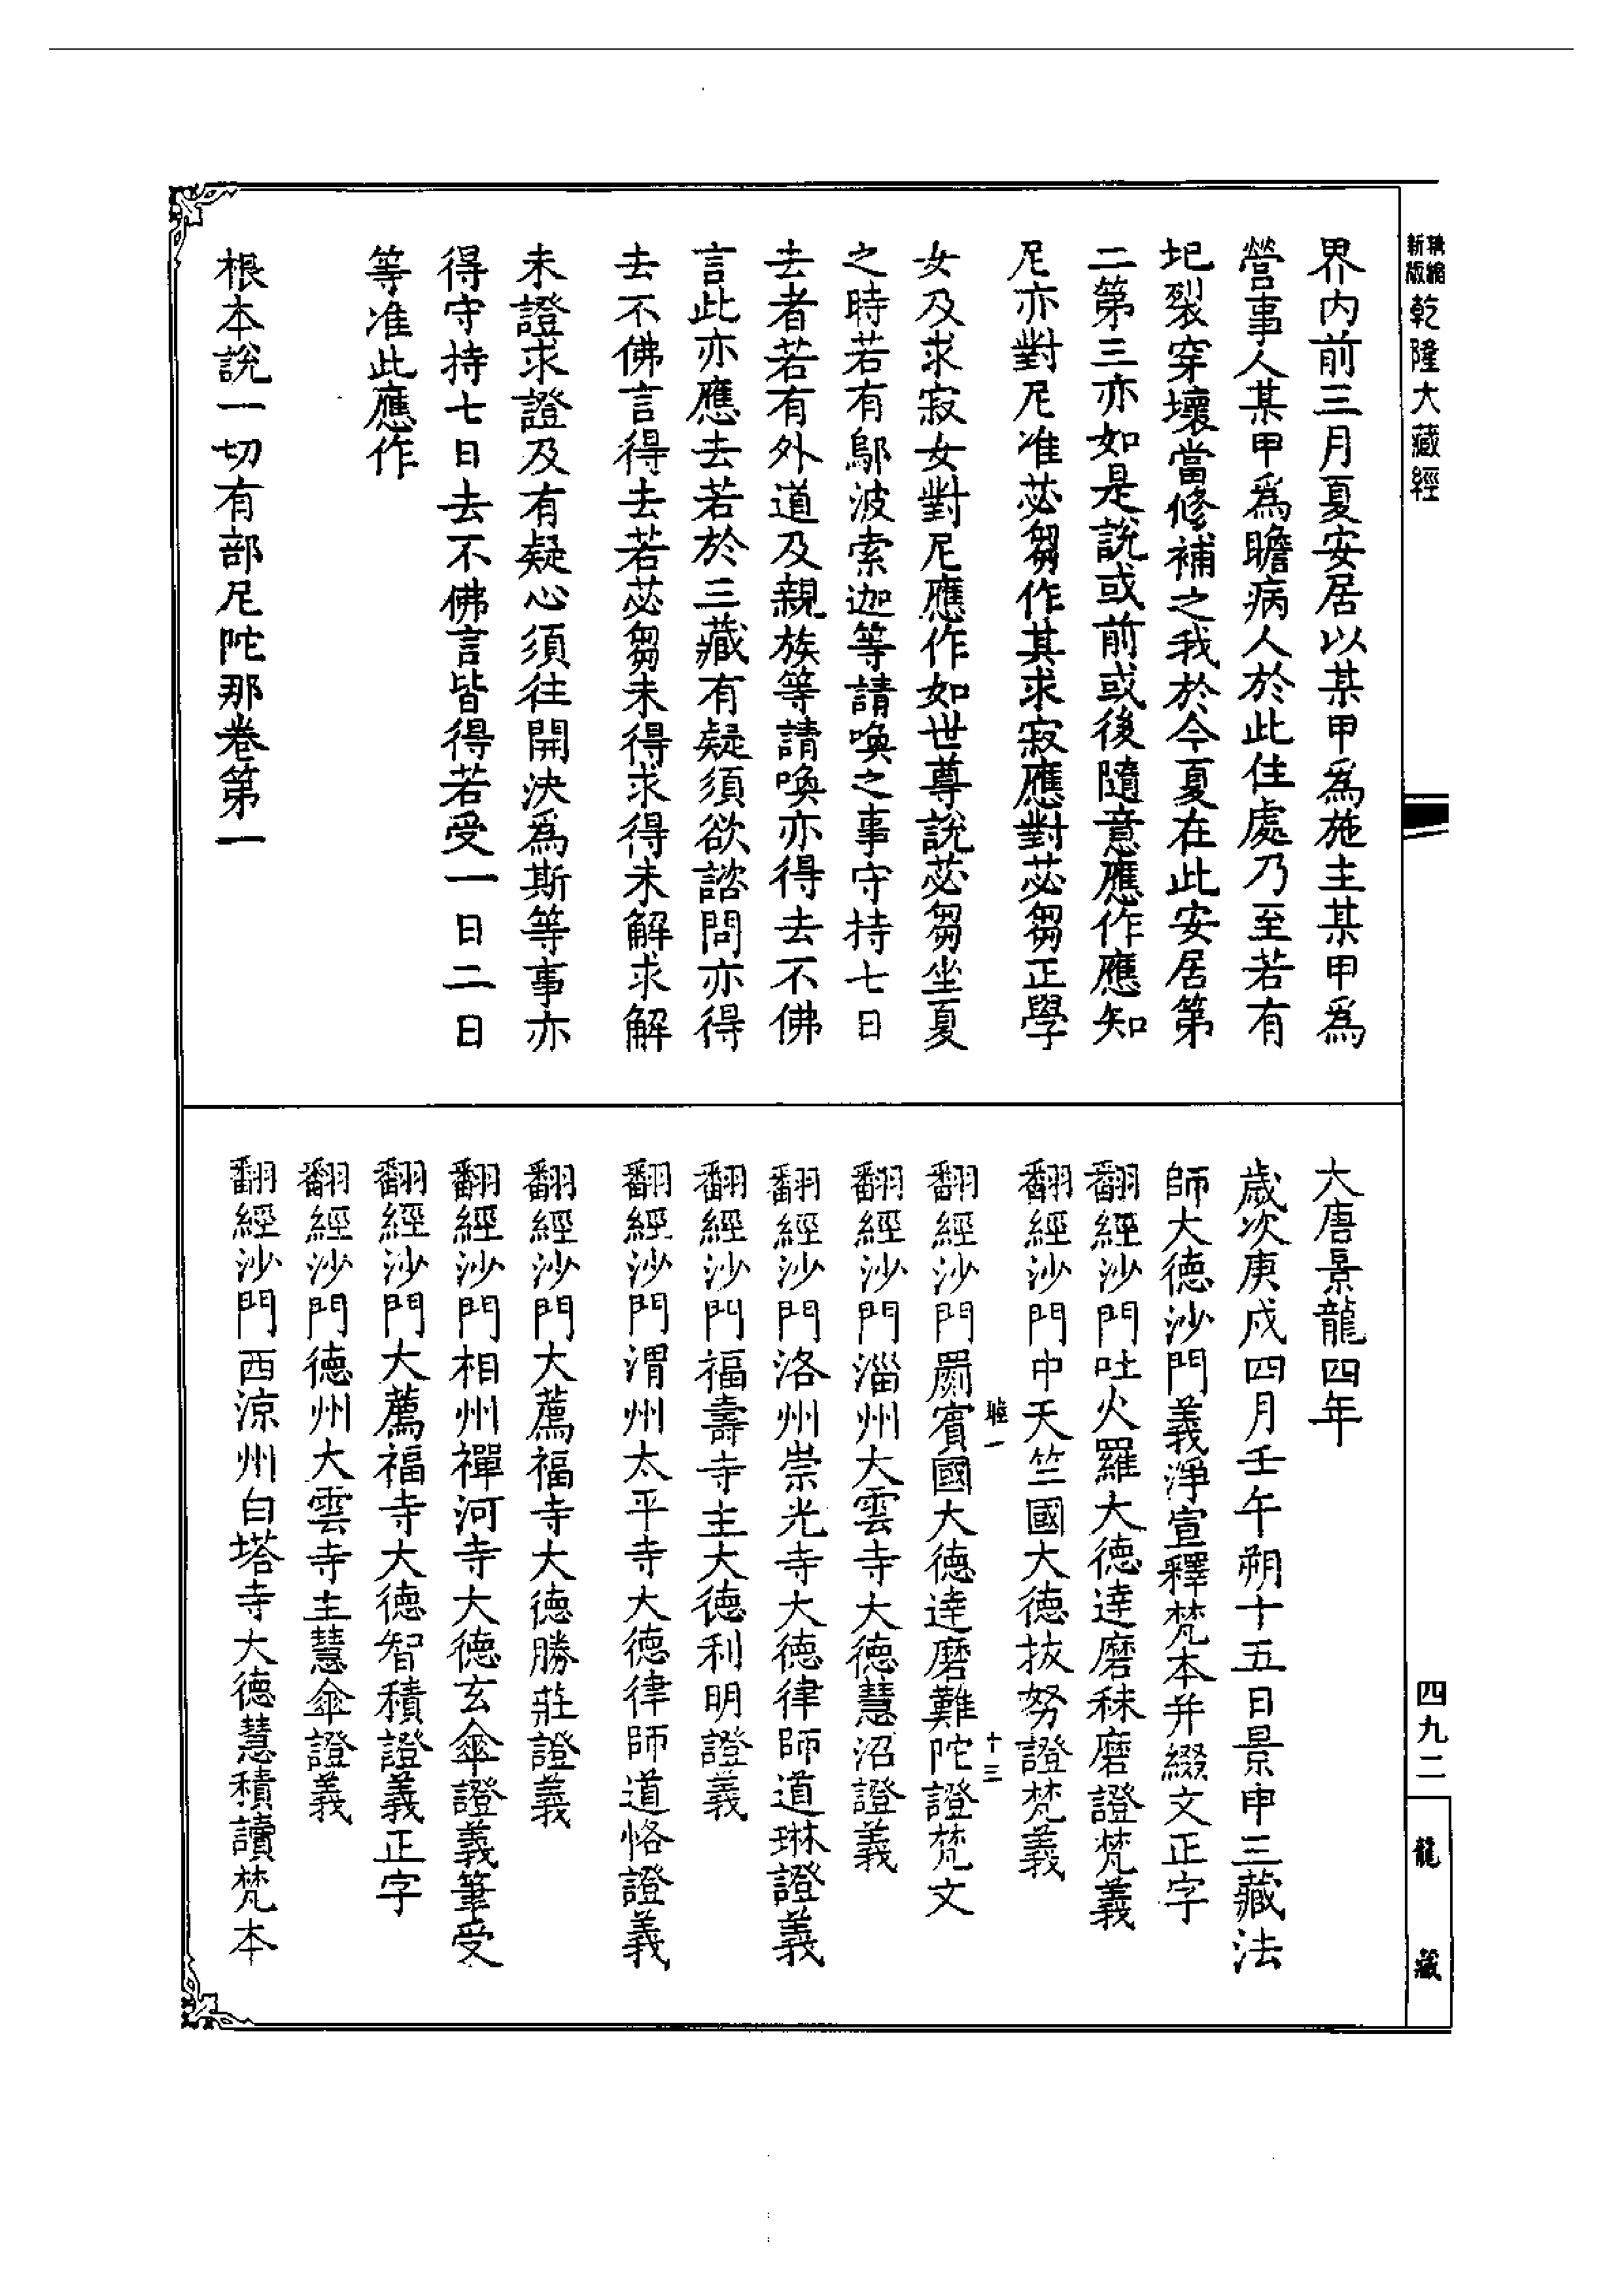 新版精縮乾隆大藏經
界内前三月夏安居以某甲爲施主某甲爲
營事人某甲爲瞻病人於此住處乃至若有
圮裂穿壞當修補之我於今夏在此安居第
二第三亦如是說或前或後隨意應作應知
尼亦對尼准苾芻作其求寂應對苾芻正學
女及求寂女對尼應作如世尊說苾芻坐夏
之時若有鄔波索迦等請喚之事守持七日
去者若有外道及親族等請喚亦得去不佛
言此亦應去若於三藏有疑須欲諮問亦得
去不佛言得去若苾芻未得求得未解求解
未證求證及有疑心須往開決爲斯等事亦
得守持七日去不佛言皆得若受一日二日
等准此應作
根本說一切有部尼陀那卷第一
大唐景龍四年
歲次庚戌四月壬午朔十五日景申三藏法
師大德沙門義淨宣釋梵本并綴文正字
翻經沙門吐火羅大德達磨秣磨證梵義
翻經沙門中天竺國大德拔努證梵義
一 十三
翻經沙門罽賓國大德達磨難陀證梵文
翻經沙門淄州大雲寺大德慧沼證義
翻經沙門洛州崇光寺大德律師道琳證義
翻經沙門福壽寺主大德利明證義
翻經沙門渭州太平寺大德律師道恪證義
翻經沙門大薦福寺大德勝莊證義
翻經沙門相州禪河寺大德玄傘證義筆受
翻經沙門大薦福寺大德智積證義正字
翻經沙門德州大雲寺主慧傘證義
翻經沙門西涼州白塔寺大德慧積讀梵本
四九二
龍藏